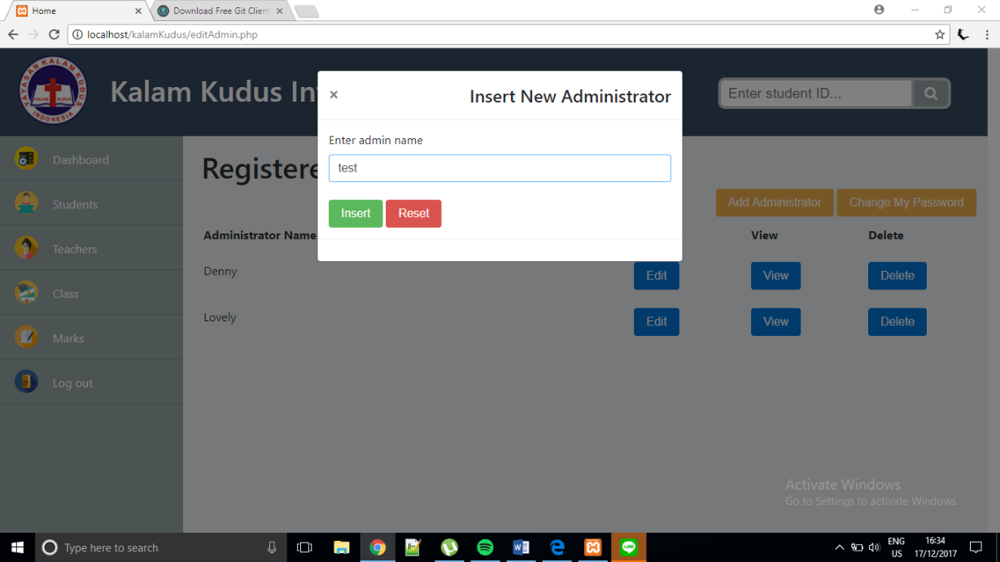 Home
Download Free Git Client
localhost/kalamKudus/editAdmin.php
YAYASAN KALAM KUDUS
KALAM KUDUS
INDONESIA
Kalam Kudus In
Enter student ID...
×
Insert New Administrator
Enter admin name
test
Insert
Reset
Dashboard
Students
Teachers
Class
Marks
Log out
Registere
Add Administrator
Change My Password
Administrator Name
View
Delete
Denny
Edit
View
Delete
Lovely
Edit
View
Delete
Activate Windows
Go to Settings to activate Windows.
Type here to search
LINE
ENG
US
16:34
17/12/2017